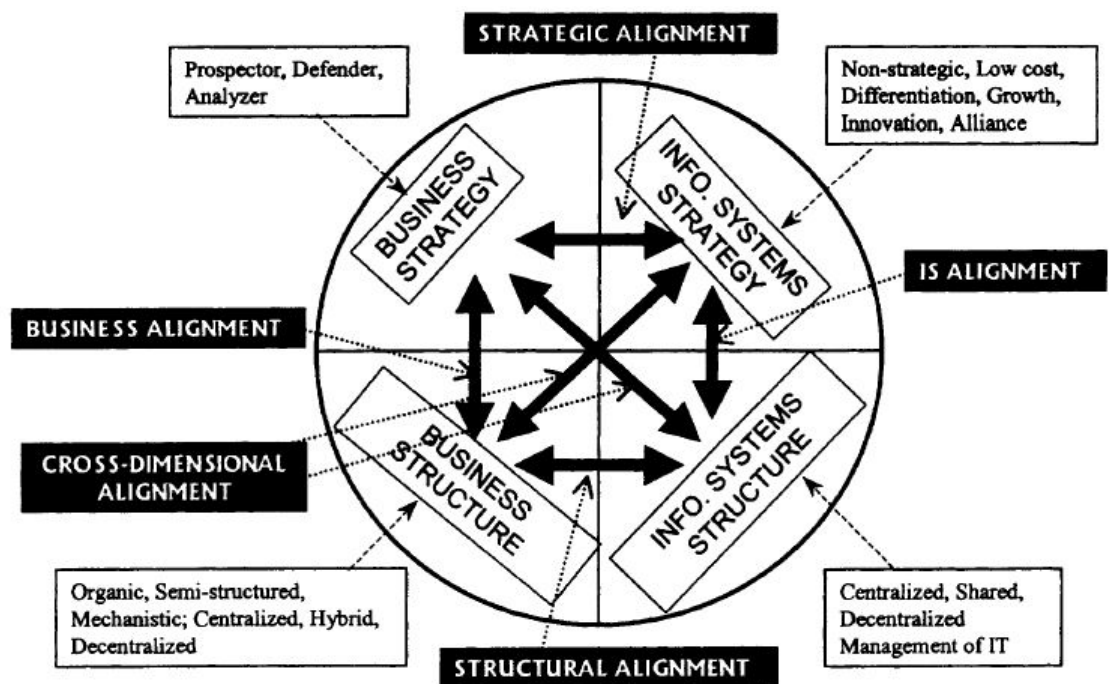 STRATEGIC ALIGNMENT
Prospector, Defender,
Analyzer
Non-strategic, Low cost,
Differentiation, Growth,
Innovation, Alliance
BUSINESS
STRATEGY
INFO. SYSTEMS
STRATEGY
IS ALIGNMENT
BUSINESS ALIGNMENT
CROSS-DIMENSIONAL
ALIGNMENT
BUSINESS
STRUCTURE
INFO. SYSTEMS
STRUCTURE
Organic, Semi-structured,
Mechanistic; Centralized, Hybrid,
Decentralized
Centralized, Shared,
Decentralized
Management of IT
STRUCTURAL ALIGNMENT